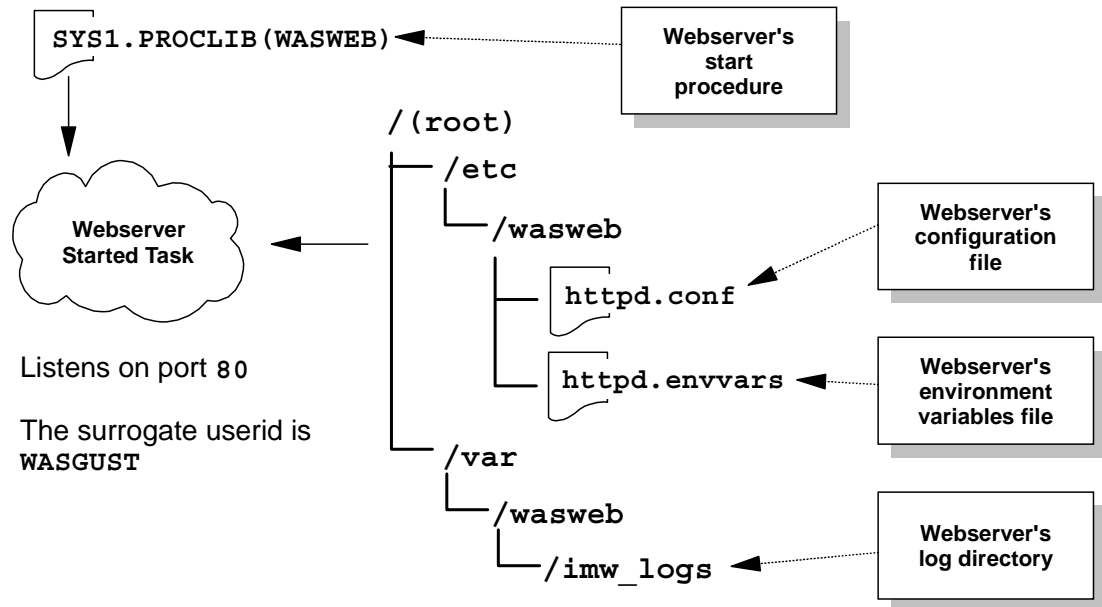 SYS1.PROCLIB(WASWEB)
Webserver's
start
procedure
/(root)
/etc
Webserver
Started Task
/wasweb
Webserver's
configuration
file
httpd.conf
Listens on port 80
httpd.envvars
Webserver's
environment
variables file
The surrogate userid is
WASGUST
/var
/wasweb
Webserver's
log directory
/imw_logs